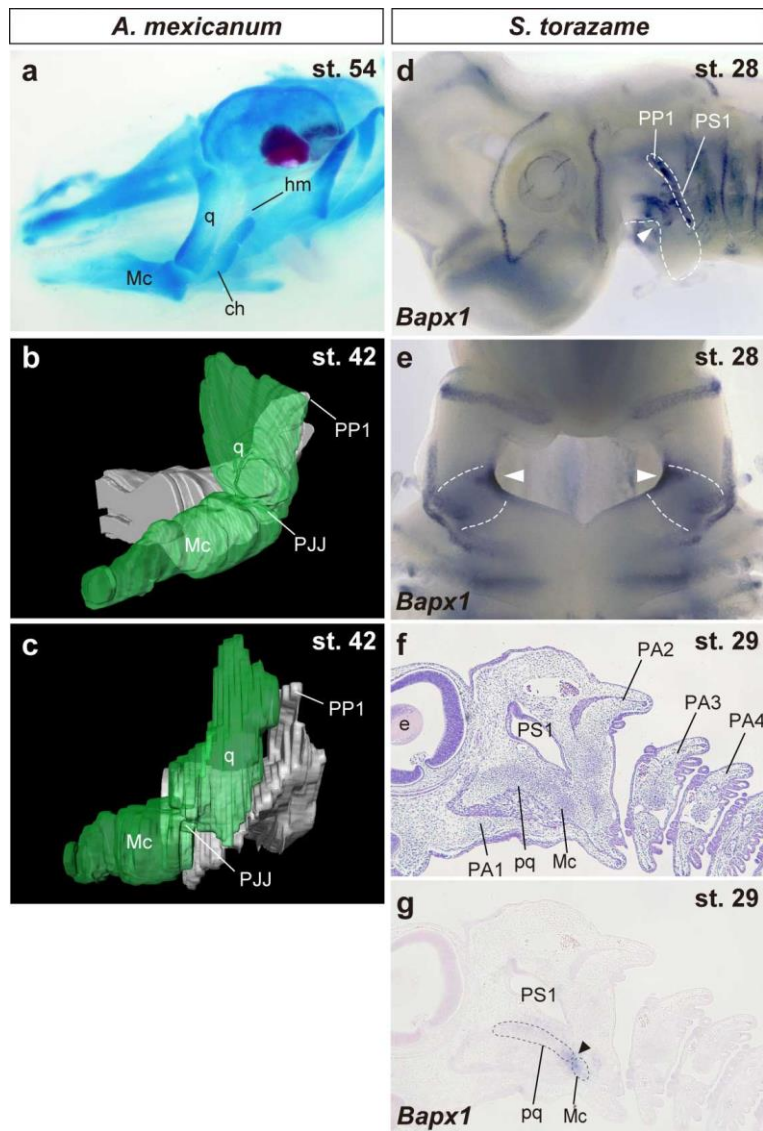 A. mexicanum
S. torazame
a
st. 54
hm
q
Mc
ch
b
st. 42
PP1
q
PJJ
Mc
c
st. 42
PP1
q
Mc
PJJ
d
st. 28
PP1
PS1
Bapx1
e
st. 28
Bapx1
f
st. 29
PA2
PA3
PA4
e
PS1
PA1
pq
Mc
g
st. 29
PS1
pq
Mc
Bapx1